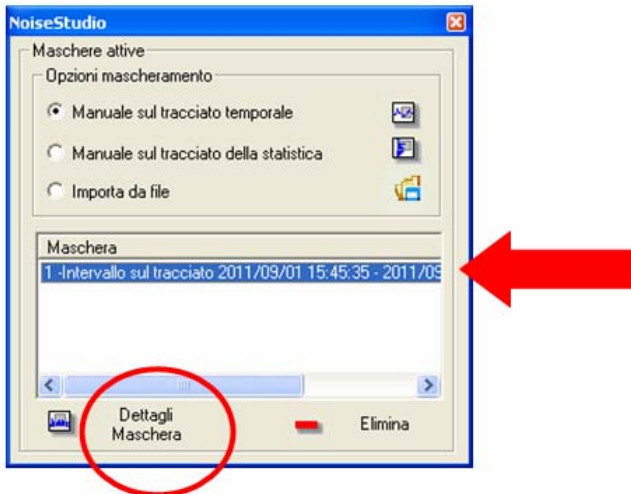 NoiseStudio
Maschere attive
Opzioni mascheramento
Manuale sul tracciato temporale
Manuale sul tracciato della statistica
Importa da file
Maschera
1 -Intervallo sul tracciato 2011/09/01 15:45:35 - 2011/09
Dettagli
Maschera
Elimina